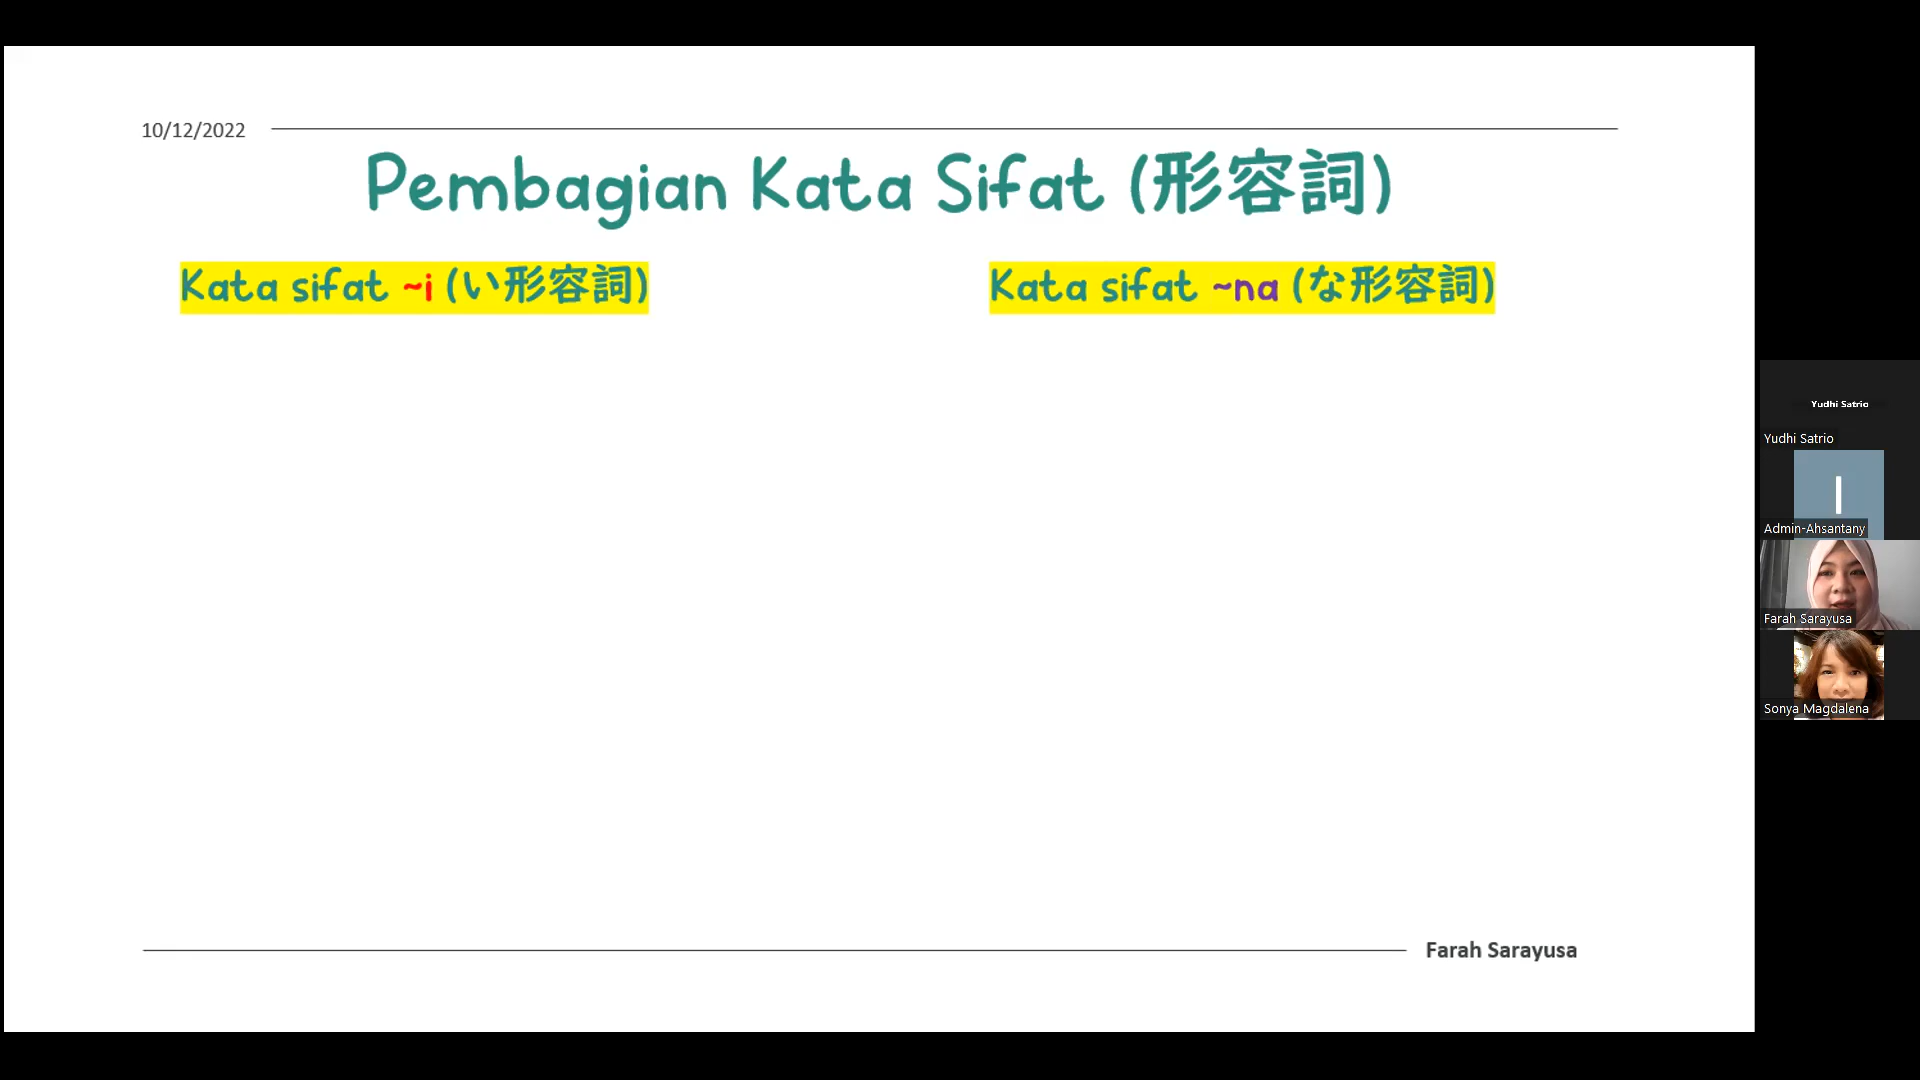 10/12/2022
Pembagian Kata Sifat (形容詞)
Kata sifat ~i (い形容詞)
Kata sifat ~na (な形容詞)
Farah Sarayusa
Yudhi Satrio
Yudhi Satrio
I
Admin-Ahsantany
Farah Sarayusa
Sonya Magdalena